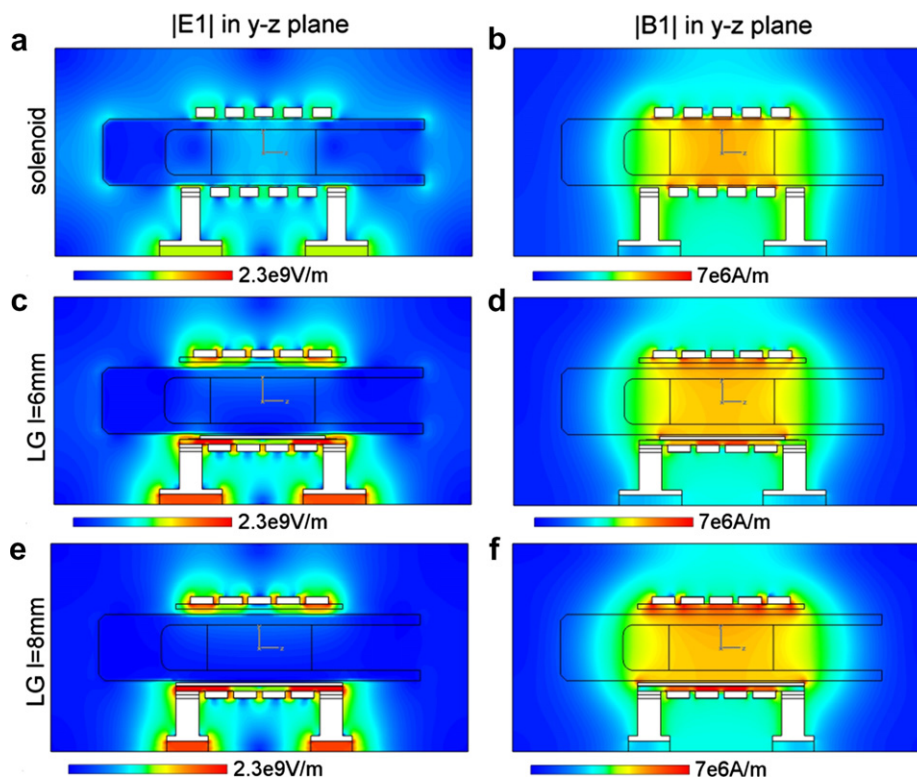 |E1| in y-z plane
|B1| in y-z plane
a
b
solenoid
2.3e9V/m
7e6A/m
c
d
LG l=6mm
2.3e9V/m
7e6A/m
e
f
LG l=8mm
2.3e9V/m
7e6A/m